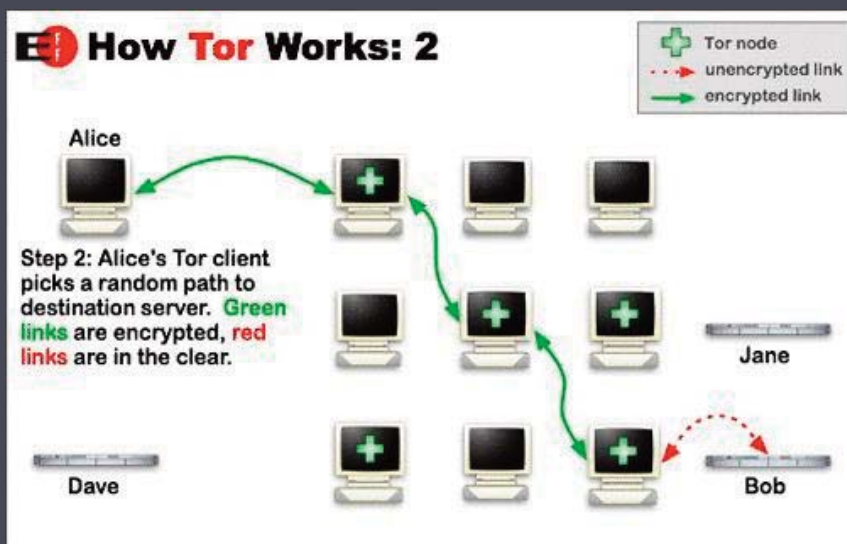 EFF How Tor Works: 2
Tor node
unencrypted link
encrypted link
Alice
Step 2: Alice's Tor client
picks a random path to
destination server. Green
links are encrypted, red
links are in the clear.
Jane
Dave
Bob